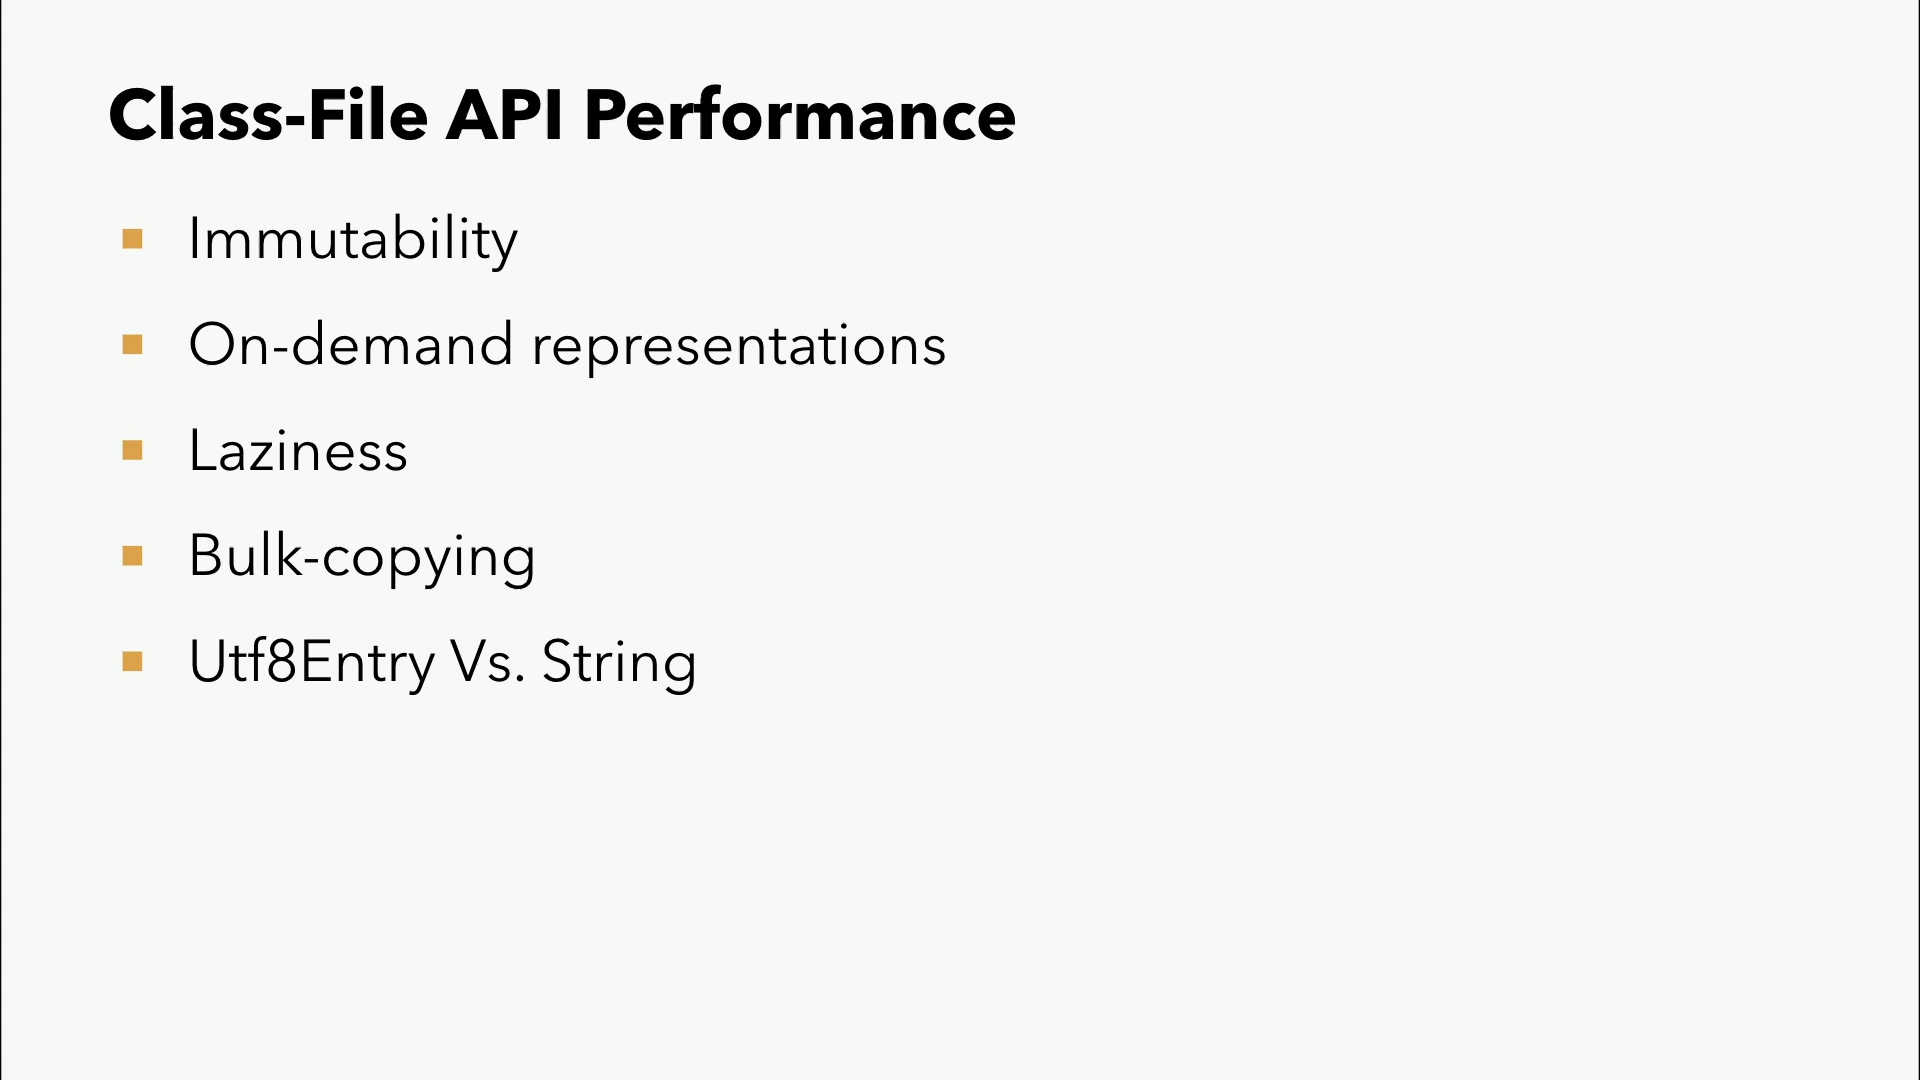 Class-File API Performance
Immutability
On-demand representations
Laziness
Bulk-copying
Utf8Entry Vs. String